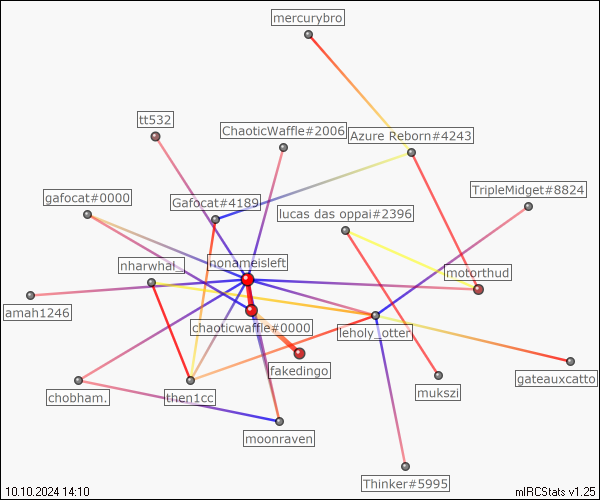 mercurybro
tt532
ChaoticWaffle#2006
Azure Reborn#4243
TripleMidget#8824
gafocat#0000
Gafocat#4189
lucas das oppai#2396
nharwhal_
nonameisleft
motorthud
amah1246
chaoticwaffle#0000
leholy_otter
fakedingo
gateauxcatto
chobham.
then1cc
mukszi
moonraven
Thinker#5995
10.10.2024 14:10
mIRCStats v1.25